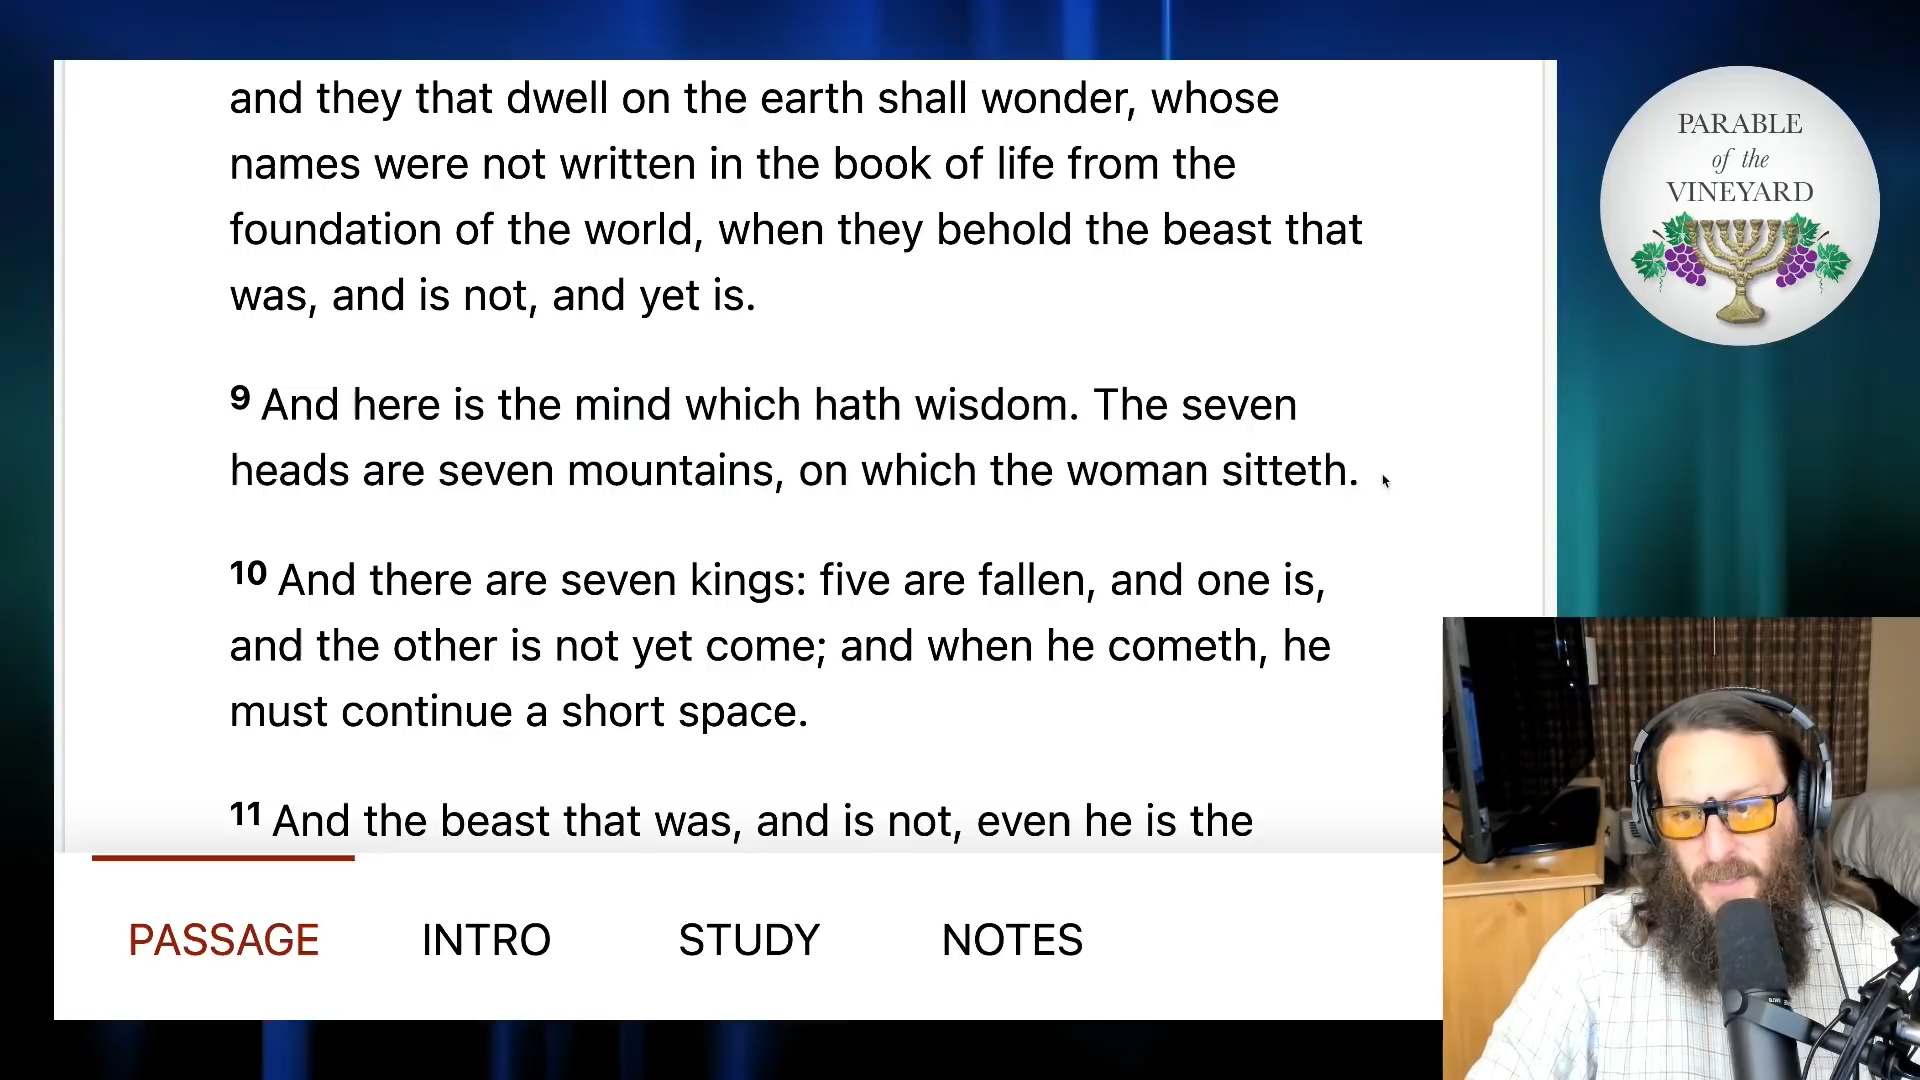 and they that dwell on the earth shall wonder, whose
names were not written in the book of life from the
foundation of the world, when they behold the beast that
was, and is not, and yet is.
9 And here is the mind which hath wisdom. The seven
heads are seven mountains, on which the woman sitteth.
10 And there are seven kings: five are fallen, and one is,
and the other is not yet come; and when he cometh, he
must continue a short space.
11 And the beast that was, and is not, even he is the
PASSAGE INTRO STUDY NOTES
PARABLE
of the
VINEYARD